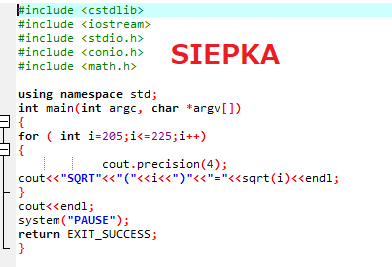 #include <cstdlib>
#include <iostream>
#include <stdio.h>
#include <conio.h>
#include <math.h>
SIEPKA
using namespace std;
int main(int argc, char *argv[])
{
for ( int i=205;i<=225;i++)
{
cout.precision(4);
cout<<"SQRT"<<"("<<i<<")"<<"="<<sqrt(i)<<endl;
}
cout<<endl;
system("PAUSE");
return EXIT_SUCCESS;
}